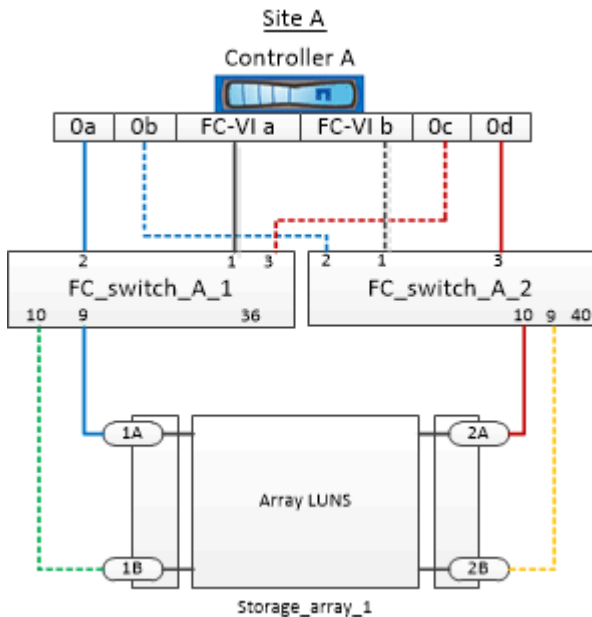 Site A
Controller A
0a 0b FC-VI a FC-VI b 0c 0d
2 1 3 2 1 3
FC_switch_A_1 FC_switch_A_2
10 9 36 10 9 40
1A 2A
Array LUNS
1B 2B
Storage_array_1